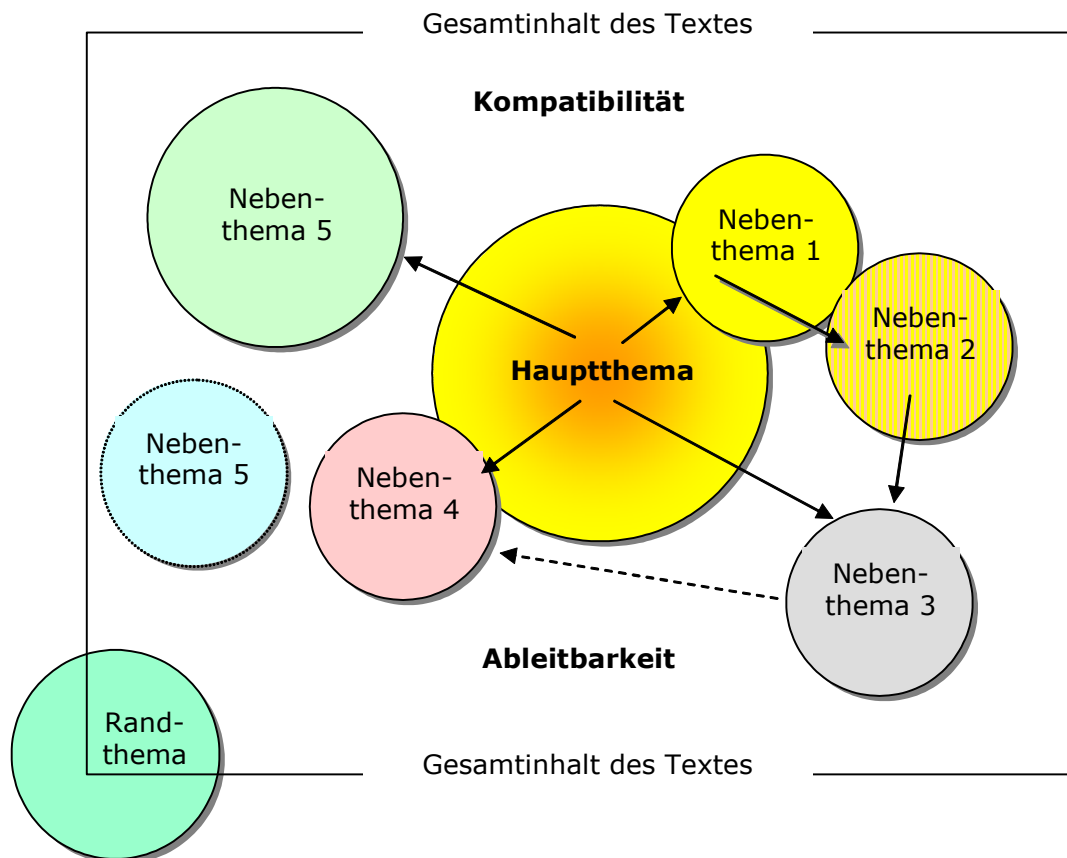 Gesamtinhalt des Textes
Kompatibilität
Neben-
thema 5
Neben-
thema 1
Neben-
thema 2
Hauptthema
Neben-
thema 5
Neben-
thema 4
Neben-
thema 3
Ableitbarkeit
Rand-
thema
Gesamtinhalt des Textes